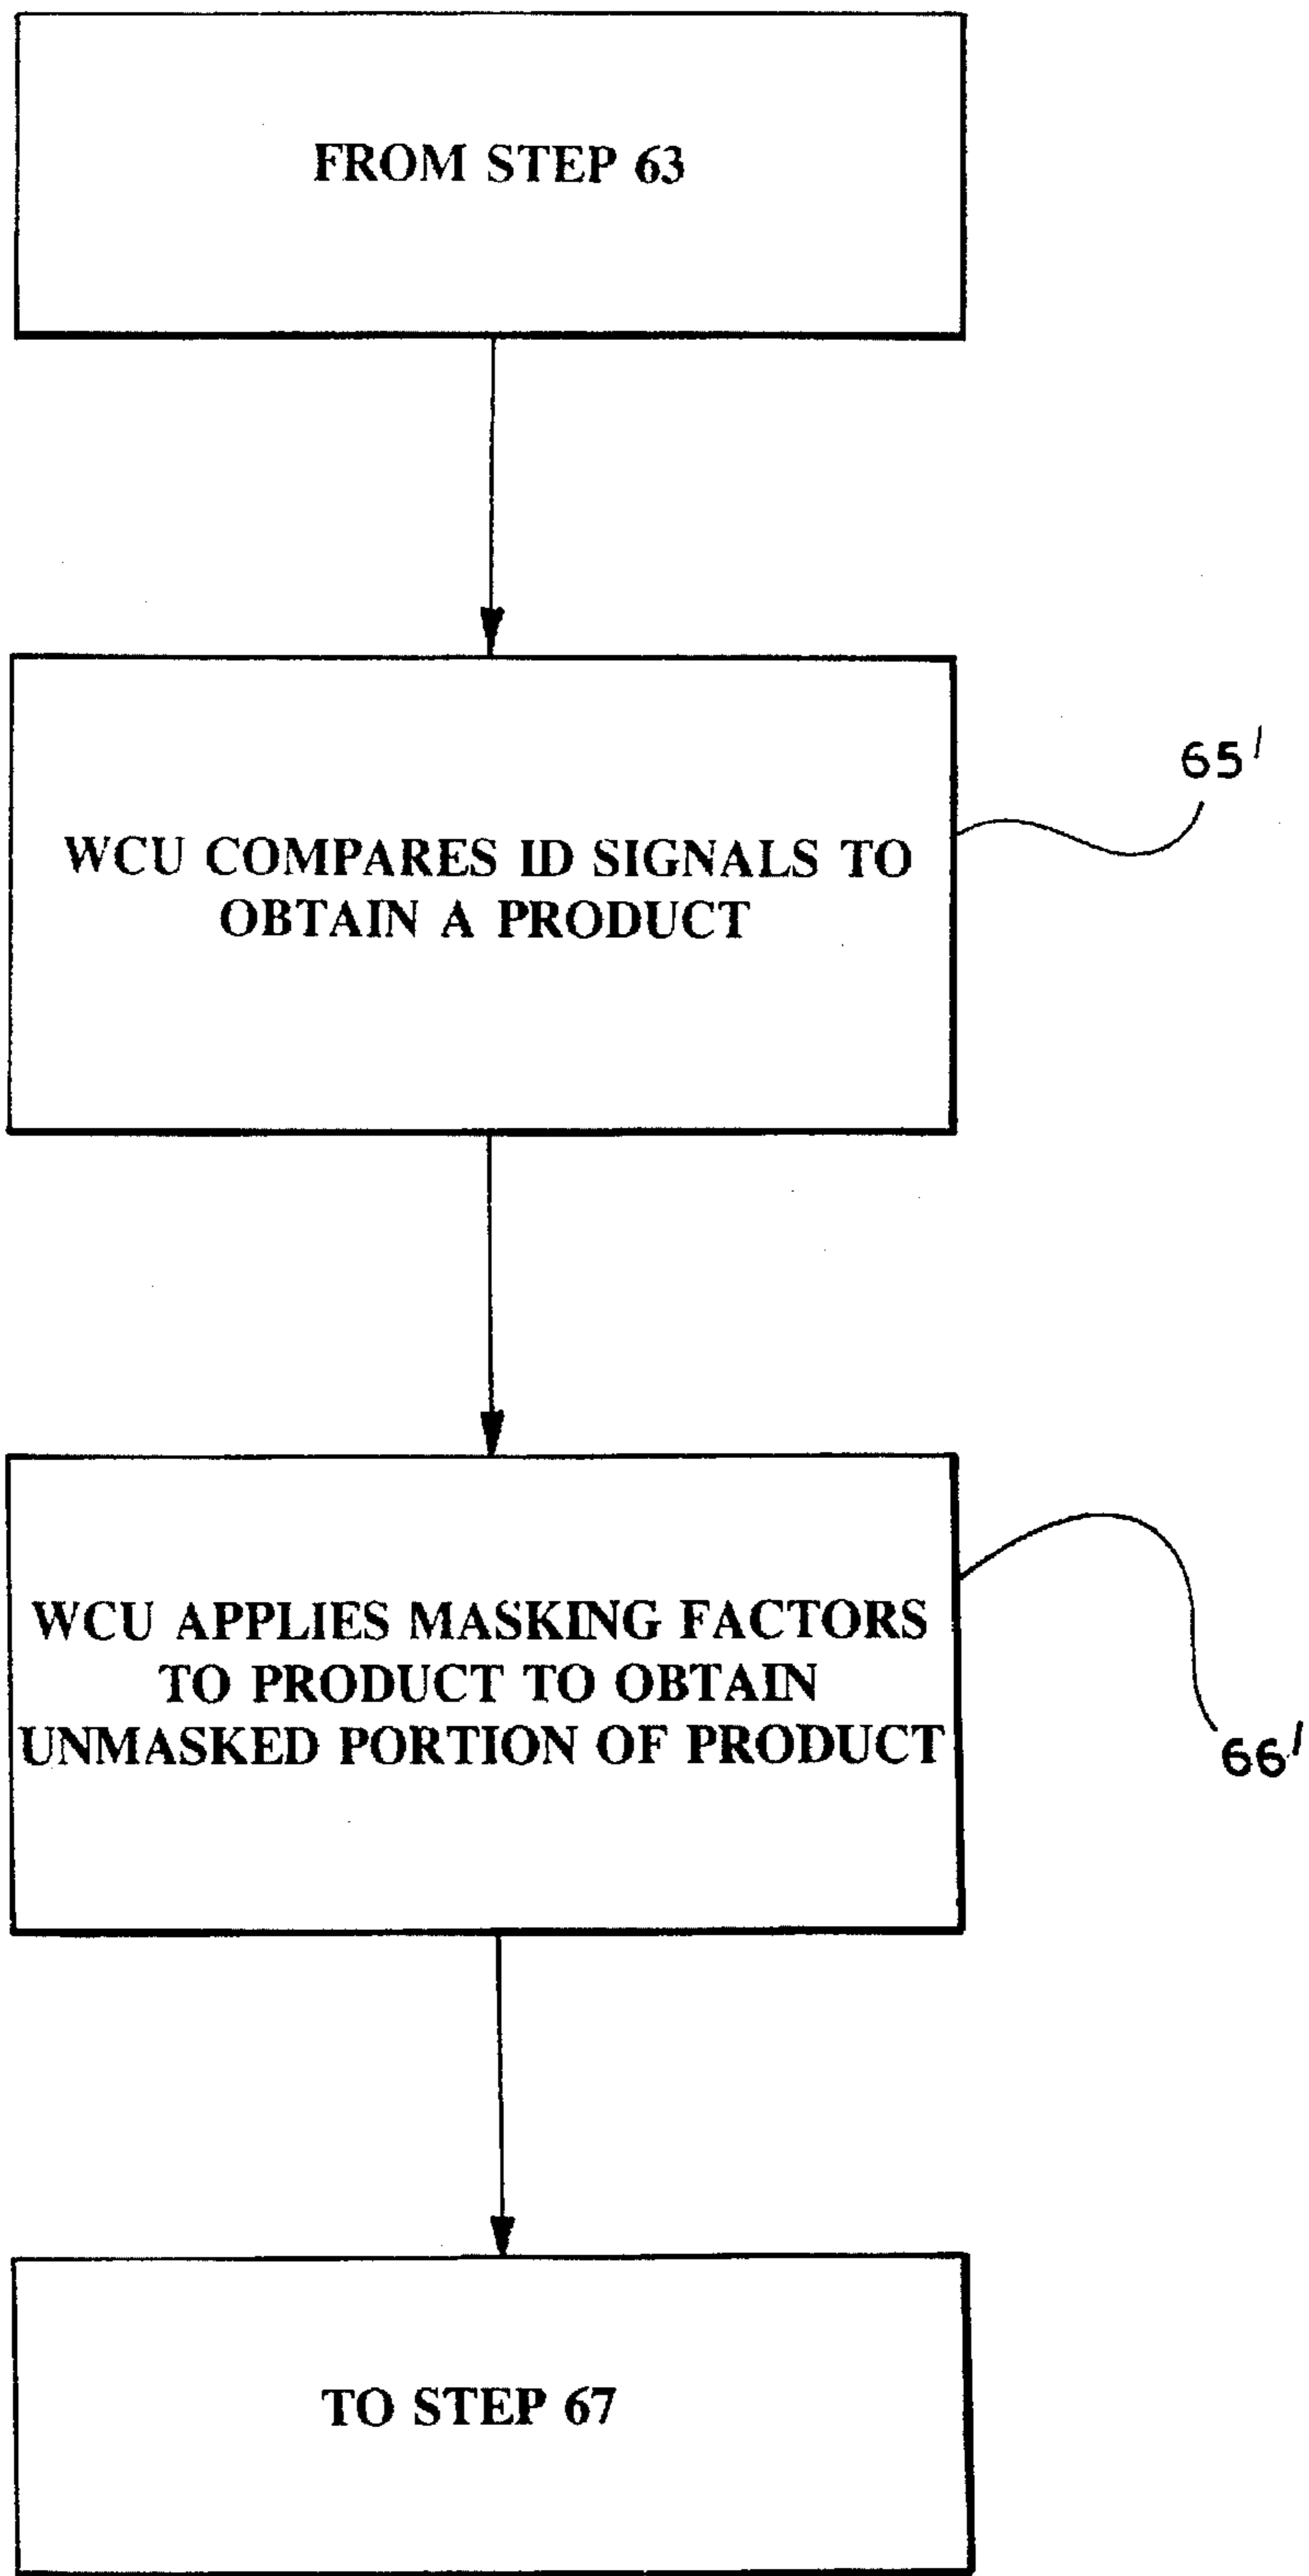 FROM STEP 63
WCU COMPARES ID SIGNALS TO
OBTAIN A PRODUCT
65'
WCU APPLIES MASKING FACTORS
TO PRODUCT TO OBTAIN
UNMASKED PORTION OF PRODUCT
66'
TO STEP 67